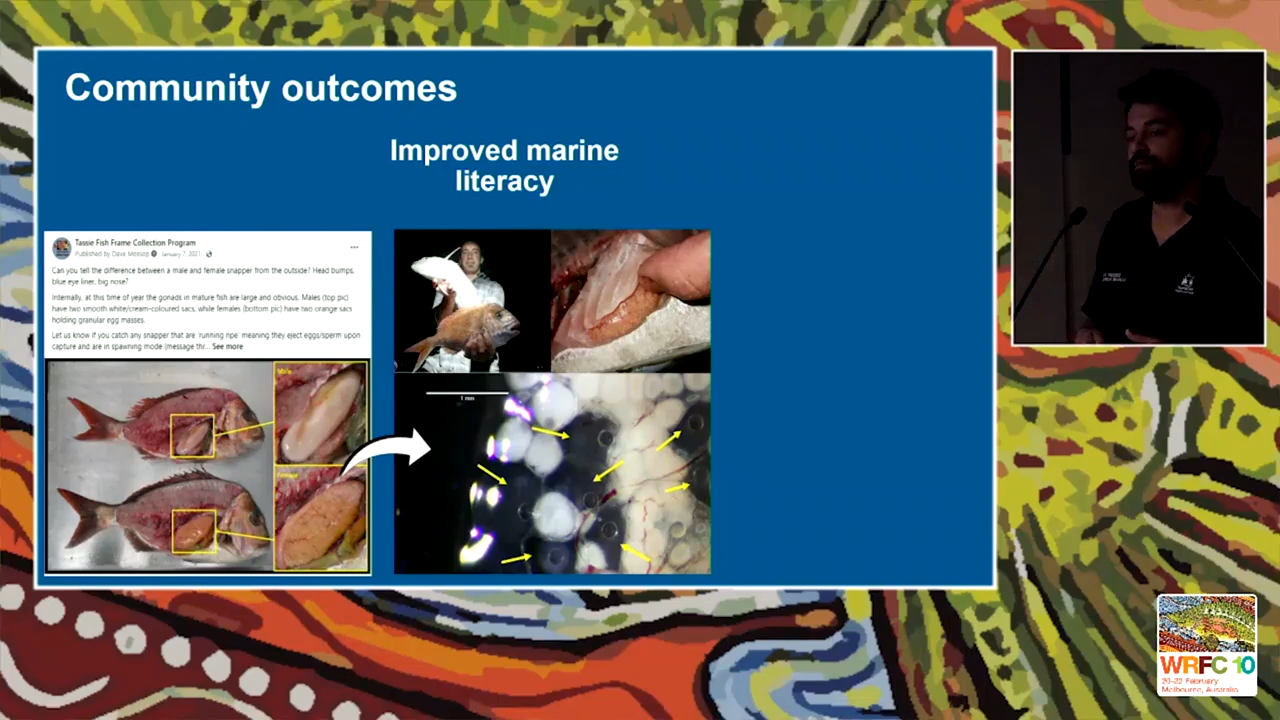 Community outcomes
Improved marine
literacy
Tassie Fish Frame Collection Program
Published by Dave Mossop
January 7, 2021
Can you tell the difference between a male and female snapper from the outside? Head bumps,
blue eye liner, big nose?
Internally, at this time of year the gonads in mature fish are large and obvious. Males (top pic)
have two smooth white/cream-coloured sacs, while females (bottom pic) have two orange sacs
holding granular egg masses.
Let us know if you catch any snapper that are 'running ripe' meaning they eject eggs/sperm upon
capture and are in spawning mode (message thr... See more
Male
Female
1 mm
WRFC 10
20-22 February
Melbourne, Australia